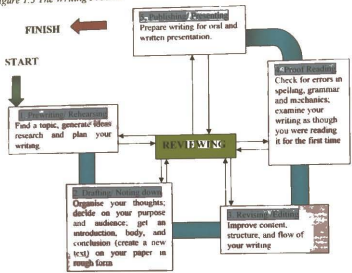 Figure 1.3 The Writing
FINISH
5. Publishing/Presenting
Prepare writing for oral and
written presentation.
START
4. Proof Reading
Check for errors in
spelling, grammar
and mechanics;
examine your
writing as though
you were reading
it for the first time
1. Prewriting/Rehearsing
Find a topic, generate ideas
research and plan your
writing
REVIEWING
2. Drafting/Noting down
Organise your thoughts;
decide on your purpose
and audience; get an
introduction, body, and
conclusion (create a new
text) on your paper in
rough form
3. Revising/Editing
Improve content,
structure, and flow of
your writing